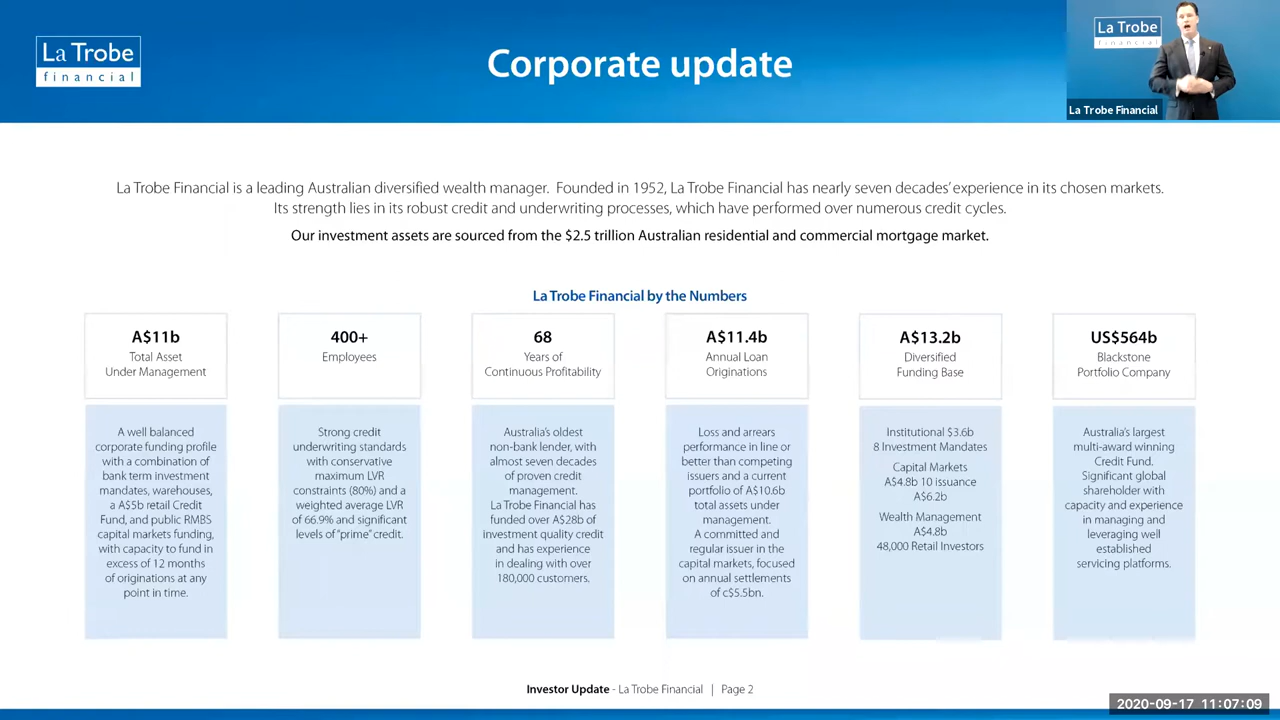 La Trobe
financial
Corporate update
La Trobe
financial
La Trobe Financial
La Trobe Financial is a leading Australian diversified wealth manager. Founded in 1952, La Trobe Financial has nearly seven decades' experience in its chosen markets.
Its strength lies in its robust credit and underwriting processes, which have performed over numerous credit cycles.
Our investment assets are sourced from the $2.5 trillion Australian residential and commercial mortgage market.
La Trobe Financial by the Numbers
A$11b
Total Asset
Under Management
A well balanced
corporate funding profile
with a combination of
bank term investment
mandates, warehouses,
a A$5b retail Credit
Fund, and public RMBS
capital markets funding,
with capacity to fund in
excess of 12 months
of originations at any
point in time.
400+
Employees
Strong credit
underwriting standards
with conservative
maximum LVR
constraints (80%) and a
weighted average LVR
of 66.9% and significant
levels of "prime" credit.
68
Years of
Continuous Profitability
Australia's oldest
non-bank lender, with
almost seven decades
of proven credit
management.
La Trobe Financial has
funded over A$28b of
investment quality credit
and has experience
in dealing with over
180,000 customers.
A$11.4b
Annual Loan
Originations
Loss and arrears
performance in line or
better than competing
issuers and a current
portfolio of A$10.6b
total assets under
management.
A committed and
regular issuer in the
capital markets, focused
on annual settlements
of c$5.5bn.
A$13.2b
Diversified
Funding Base
Institutional $3.6b
8 Investment Mandates
Capital Markets
A$4.8b 10 issuance
A$6.2b
Wealth Management
A$4.8b
48,000 Retail Investors
US$564b
Blackstone
Portfolio Company
Australia's largest
multi-award winning
Credit Fund.
Significant global
shareholder with
capacity and experience
in managing and
leveraging well
established
servicing platforms.
Investor Update - La Trobe Financial | Page 2
2020-09-17 11:07:09